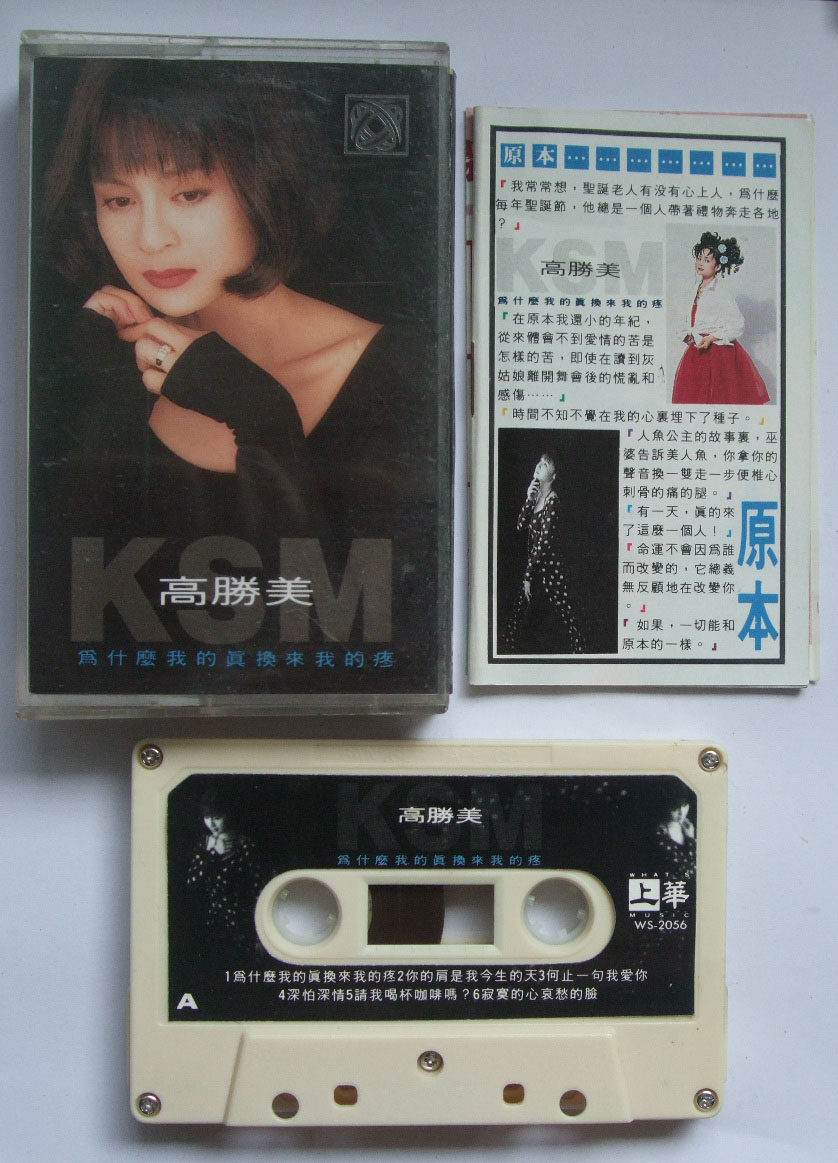 KSM
高勝美
爲什麼我的眞換來我的疼
原本⋯⋯⋯⋯⋯⋯⋯
『我常常想，聖誕老人有没有心上人，爲什麼
每年聖誕節，他總是一個人帶著禮物奔走各地
？』
KSM
高勝美
爲什麼我的眞換來我的疼
『在原本我還小的年紀，
從來體會不到愛情的苦是
怎樣的苦，即使在讀到灰
姑娘離開舞會後的慌亂和
感傷⋯⋯』
『時間不知不覺在我的心裏埋下了種子。』
『人魚公主的故事裏，巫
婆告訴美人魚，你拿你的
聲音換一雙走一步便椎心
刺骨的痛的腿。』
『有一天，眞的來
了這麼一個人！』
『命運不會因爲誰
而改變的，它總義
無反顧地在改變你
。』
『如果，一切能和
原本的一樣。』
原本
KSM
高勝美
爲什麼我的眞換來我的疼
WHAT'S
上華
MUSIC
WS-2056
1爲什麼我的眞換來我的疼2你的肩是我今生的天3何止一句我愛你
4深怕深情5請我喝杯咖啡嗎？6寂寞的心哀愁的臉
A